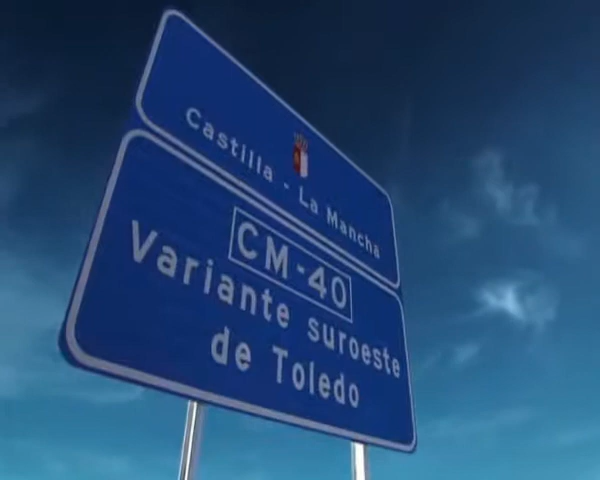 Castilla - La Mancha
CM-40
Variante suroeste
de Toledo